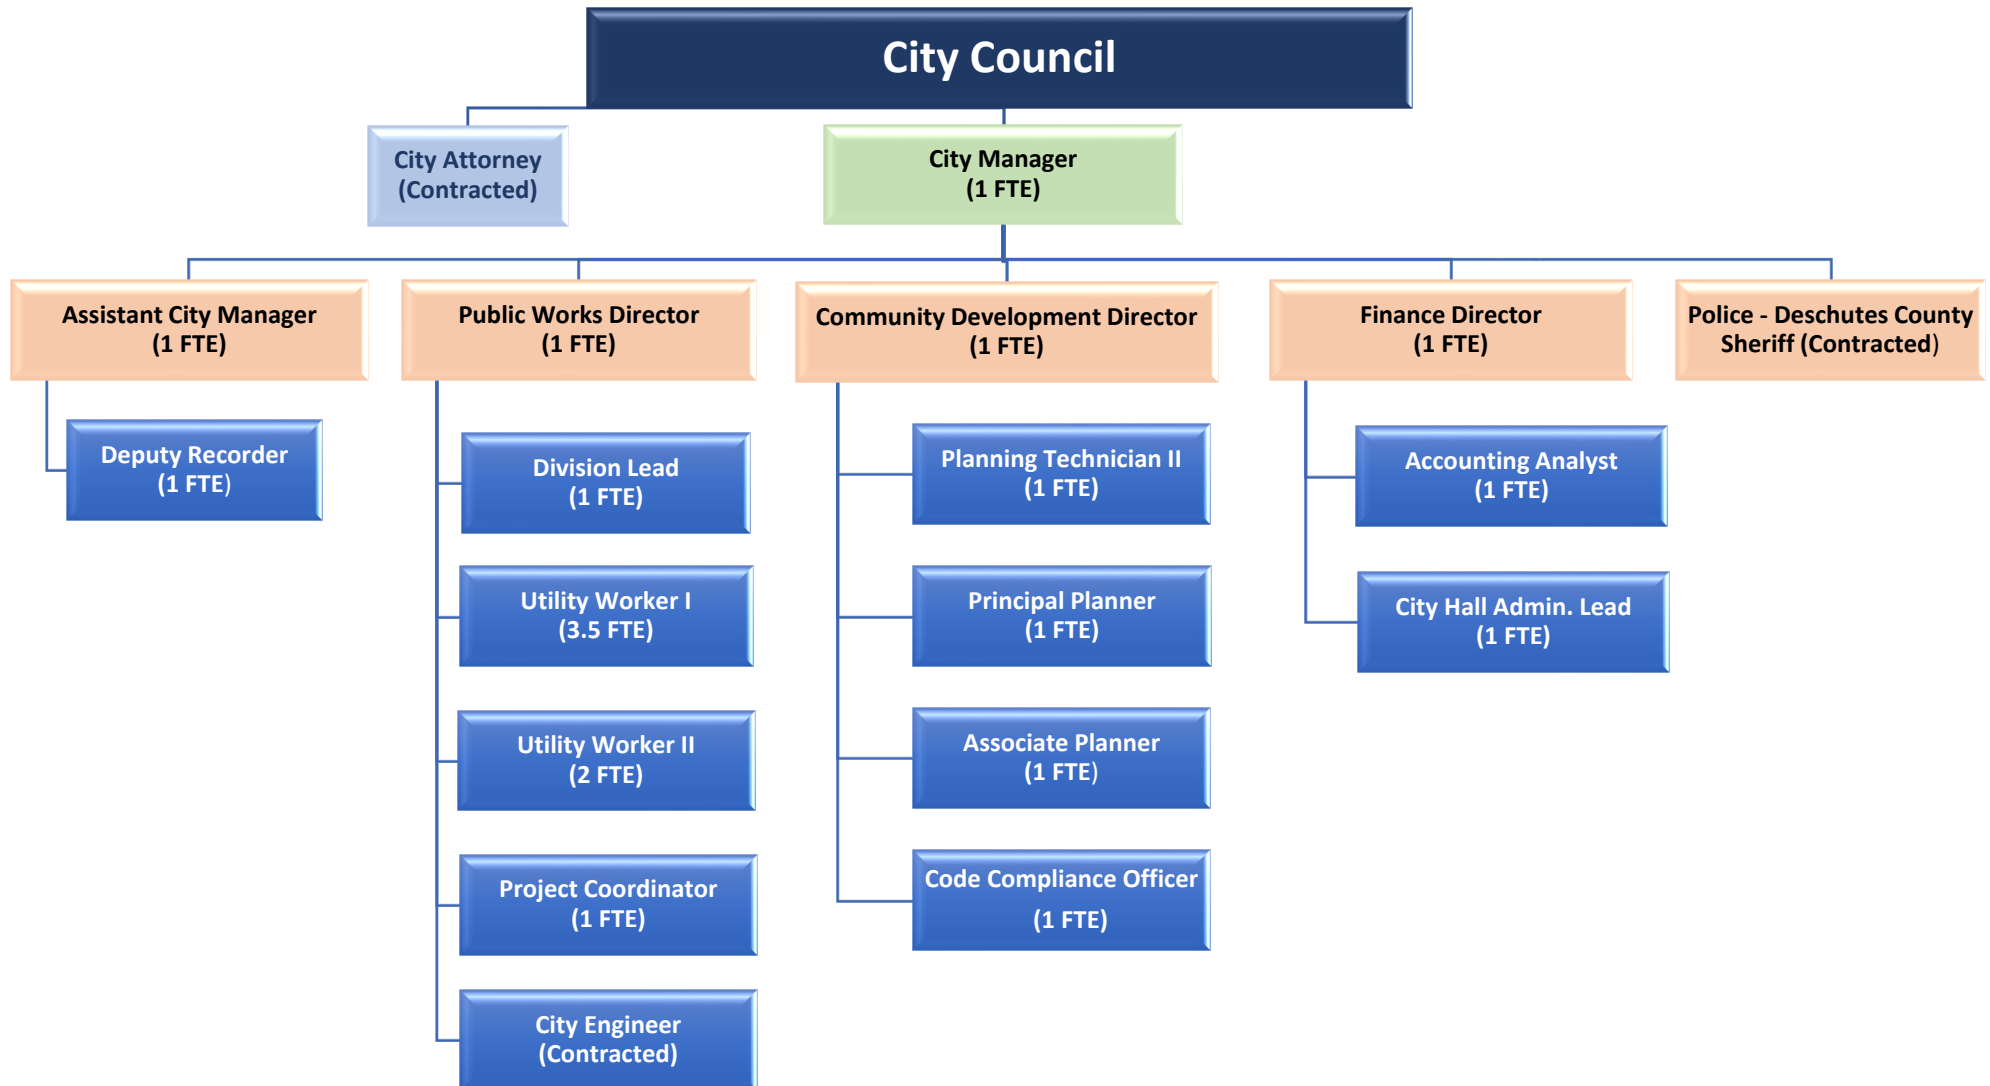 City Council
City Attorney
(Contracted)
City Manager
(1 FTE)
Assistant City Manager
(1 FTE)
Public Works Director
(1 FTE)
Community Development Director
(1 FTE)
Finance Director
(1 FTE)
Police - Deschutes County
Sheriff (Contracted)
Deputy Recorder
(1 FTE)
Division Lead
(1 FTE)
Utility Worker I
(3.5 FTE)
Utility Worker II
(2 FTE)
Project Coordinator
(1 FTE)
City Engineer
(Contracted)
Planning Technician II
(1 FTE)
Principal Planner
(1 FTE)
Associate Planner
(1 FTE)
Code Compliance Officer
(1 FTE)
Accounting Analyst
(1 FTE)
City Hall Admin. Lead
(1 FTE)